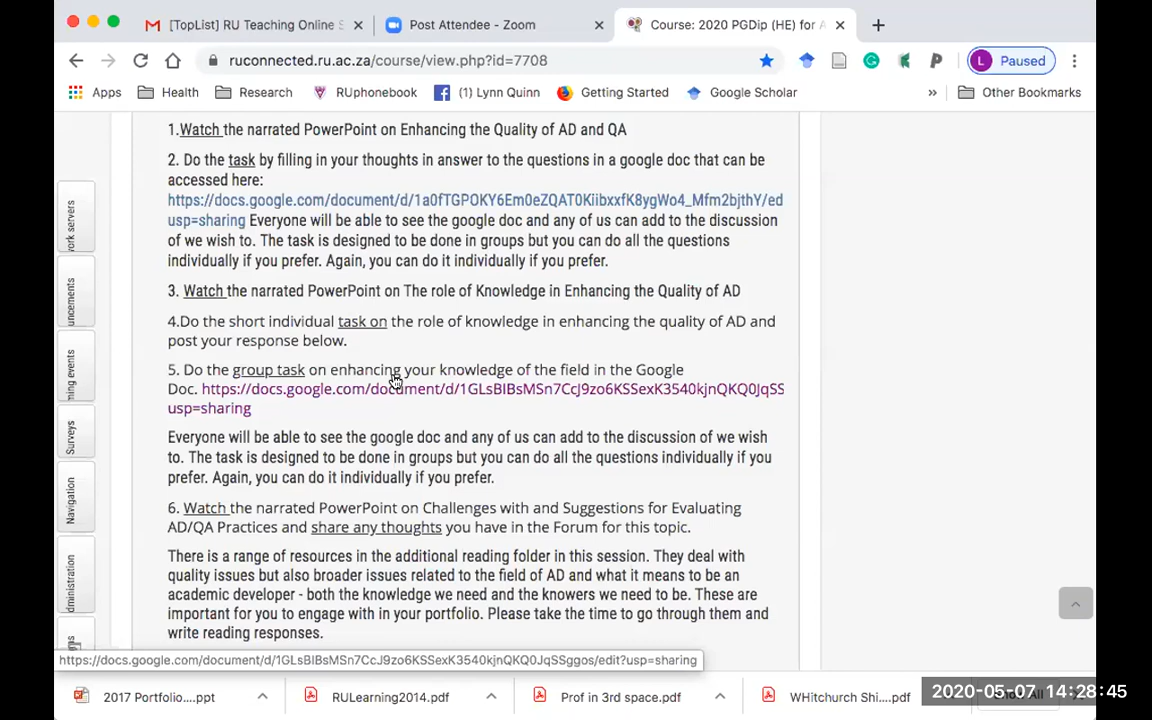 [TopList] RU Teaching Online S
Post Attendee - Zoom
Course: 2020 PGDip (HE) for A
ruconnected.ru.ac.za/course/view.php?id=7708
L
Paused
Apps
Health
Research
RUphonebook
(1) Lynn Quinn
Getting Started
Google Scholar
»
Other Bookmarks
1.Watch the narrated PowerPoint on Enhancing the Quality of AD and QA
2. Do the task by filling in your thoughts in answer to the questions in a google doc that can be
accessed here:
https://docs.google.com/document/d/1a0fTGPOKY6Em0eZQAT0KiibxxfK8ygWo4_Mfm2bjthY/ed
usp=sharing Everyone will be able to see the google doc and any of us can add to the discussion
of we wish to. The task is designed to be done in groups but you can do all the questions
individually if you prefer. Again, you can do it individually if you prefer.
3. Watch the narrated PowerPoint on The role of Knowledge in Enhancing the Quality of AD
4.Do the short individual task on the role of knowledge in enhancing the quality of AD and
post your response below.
5. Do the group task on enhancing your knowledge of the field in the Google
Doc. https://docs.google.com/document/d/1GLsBIBsMSn7CcJ9zo6KSSexK3540kjnQKQ0JqSS
usp=sharing
Everyone will be able to see the google doc and any of us can add to the discussion of we wish
to. The task is designed to be done in groups but you can do all the questions individually if you
prefer. Again, you can do it individually if you prefer.
6. Watch the narrated PowerPoint on Challenges with and Suggestions for Evaluating
AD/QA Practices and share any thoughts you have in the Forum for this topic.
There is a range of resources in the additional reading folder in this session. They deal with
quality issues but also broader issues related to the field of AD and what it means to be an
academic developer - both the knowledge we need and the knowers we need to be. These are
important for you to engage with in your portfolio. Please take the time to go through them and
write reading responses.
ork servers
uncements
ming events
Surveys
Navigation
dministration
https://docs.google.com/document/d/1GLsBIBsMSn7CcJ9zo6KSSexK3540kjnQKQ0JqSSggos/edit?usp=sharing
2017 Portfolio....ppt
RULearning2014.pdf
Prof in 3rd space.pdf
WHitchurch Shi....pdf
2020-05-07 14:28:45